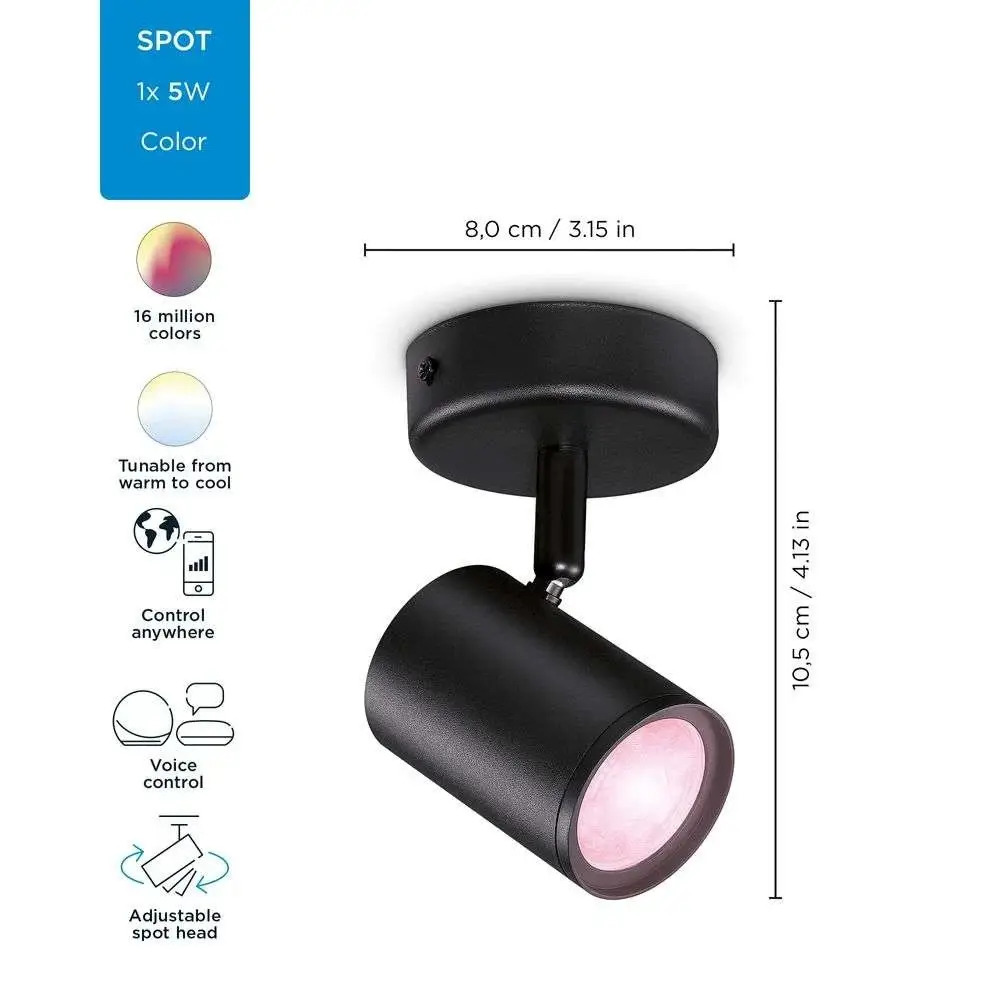 SPOT
1x 5W
Color
16 million
colors
Tunable from
warm to cool
Control
anywhere
Voice
control
Adjustable
spot head
8,0 cm / 3.15 in
10,5 cm / 4.13 in